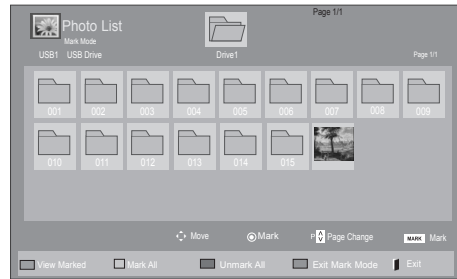 Page 1/1
Photo List
Mark Mode
USB1 USB Drive Drive1 Page 1/1
001 002 003 004 005 006 007 008 009
010 011 012 013 014 015
Move Mark P Page Change MARK Mark
View Marked Mark All Unmark All Exit Mark Mode Exit